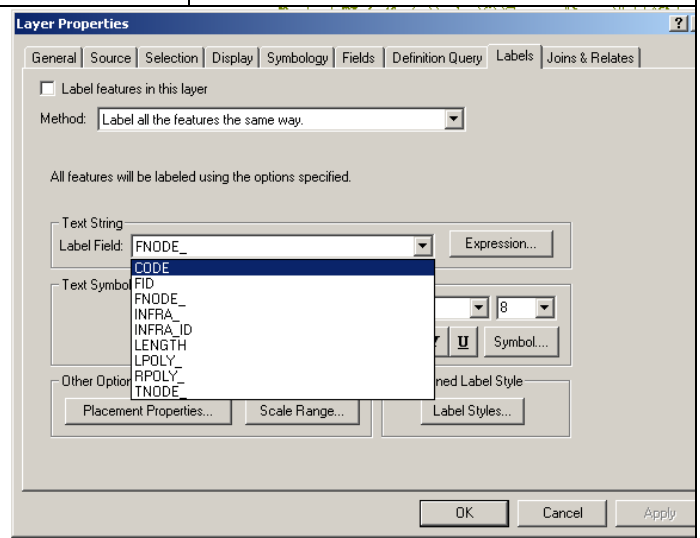 Layer Properties
?
General Source Selection Display Symbology Fields Definition Query Labels Joins & Relates
Label features in this layer
Method: Label all the features the same way.
All features will be labeled using the options specified.
Text String
Label Field: FNODE_ Expression...
CODE
FID
FNODE_
INFRA_
INFRA_ID
LENGTH
LPOLY_
RPOLY_
TNODE_
Text Symbol
8
U Symbol...
Other Option
ned Label Style
Placement Properties... Scale Range... Label Styles...
OK Cancel Apply